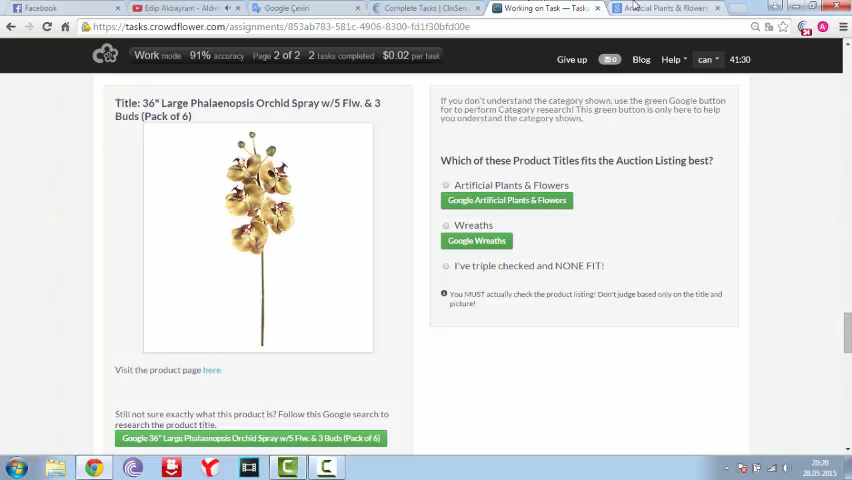 Facebook
Edip Akbayram - Aldır
Google Çeviri
Complete Tasks | ClixSen
Working on Task — Task
Artificial Plants & Flowers
https://tasks.crowdflower.com/assignments/853ab783-581c-4906-8300-fd1f30bfd00e
Work mode 91% accuracy Page 2 of 2 2 tasks completed $0.02 per task
Give up 0 Blog Help can 41:30
Title: 36" Large Phalaenopsis Orchid Spray w/5 Flw. & 3
Buds (Pack of 6)
Visit the product page here.
Still not sure exactly what this product is? Follow this Google search to
research the product title.
Google 36" Large Phalaenopsis Orchid Spray w/5 Flw. & 3 Buds (Pack of 6)
If you don't understand the category shown, use the green Google button
for to perform Category research! This green button is only here to help
you understand the category shown.
Which of these Product Titles fits the Auction Listing best?
Artificial Plants & Flowers
Google Artificial Plants & Flowers
Wreaths
Google Wreaths
I've triple checked and NONE FIT!
You MUST actually check the product listing! Don't judge based only on the title and
picture!
20:20
28.05.2015